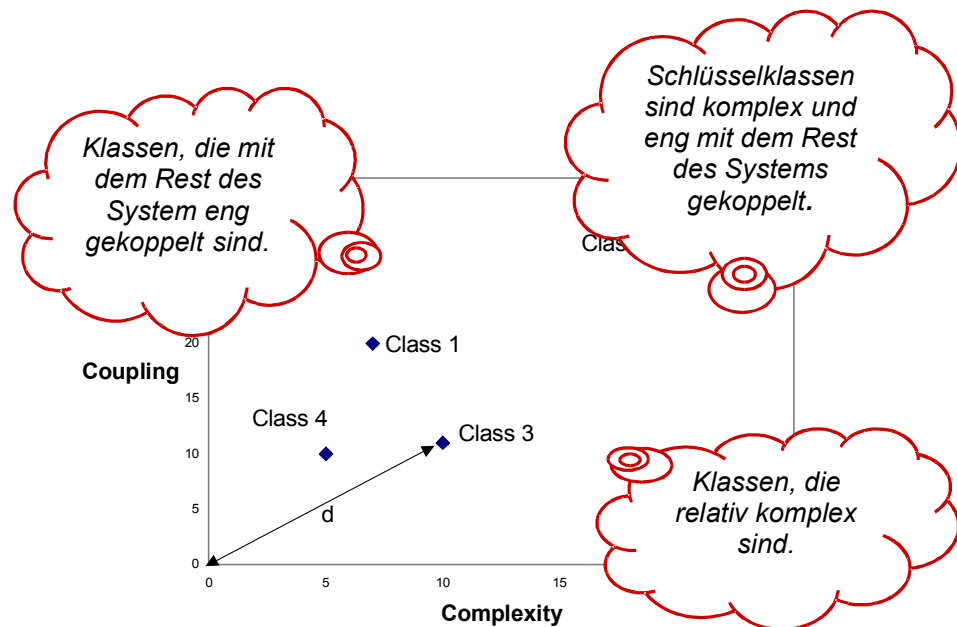 Schlüsselklassen
sind komplex und
eng mit dem Rest
des Systems
gekoppelt.
Klassen, die mit
dem Rest des
System eng
gekoppelt sind.
20
Class 1
Coupling
15
Class 4
Class 3
10
Klassen, die
relativ komplex
sind.
5
d
0
0 5 10 15
Complexity